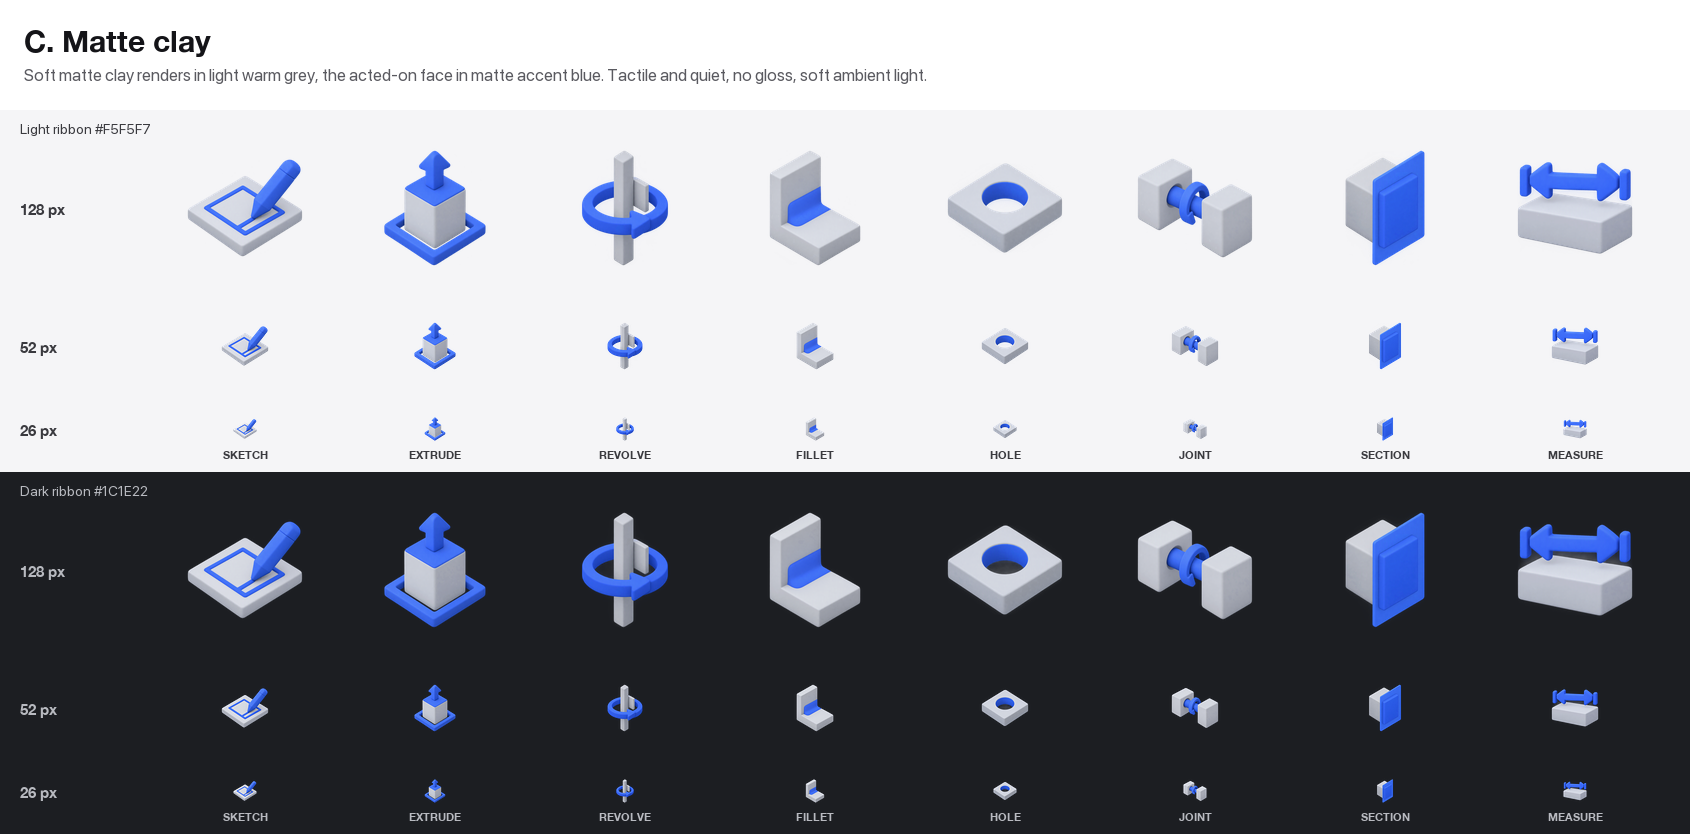 C. Matte clay
Soft matte clay renders in light warm grey, the acted-on face in matte accent blue. Tactile and quiet, no gloss, soft ambient light.
Light ribbon #F5F5F7
128 px
52 px
26 px
SKETCH EXTRUDE REVOLVE FILLET HOLE JOINT SECTION MEASURE
Dark ribbon #1C1E22
128 px
52 px
26 px
SKETCH EXTRUDE REVOLVE FILLET HOLE JOINT SECTION MEASURE